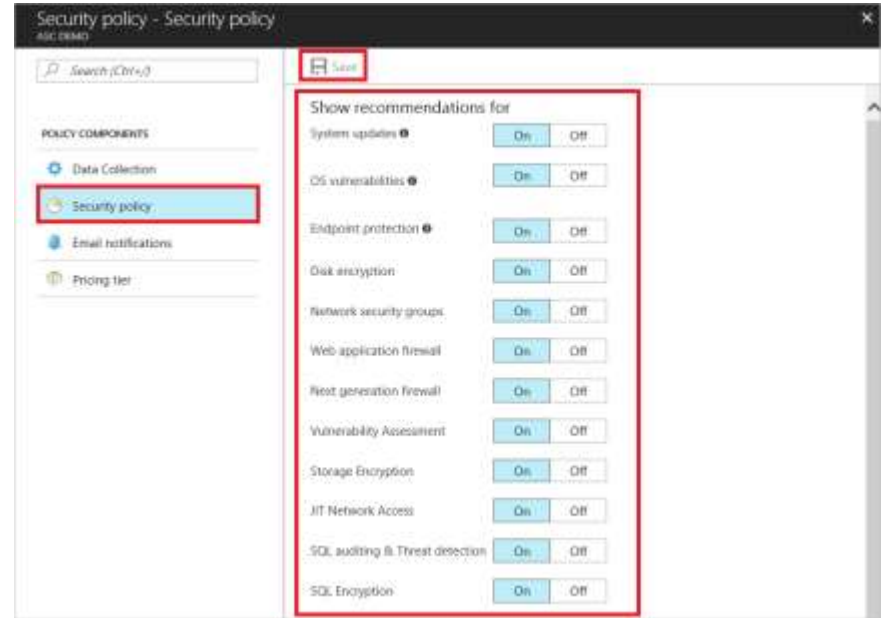 Security policy - Security policy
ASC DEMO
Search (Ctrl+/)
Save
POLICY COMPONENTS
Data Collection
Security policy
Email notifications
Pricing tier
Show recommendations for
System updates On Off
OS vulnerabilities On Off
Endpoint protection On Off
Disk encryption On Off
Network security groups On Off
Web application firewall On Off
Next generation firewall On Off
Vulnerability Assessment On Off
Storage Encryption On Off
JIT Network Access On Off
SQL auditing & Threat detection On Off
SQL Encryption On Off